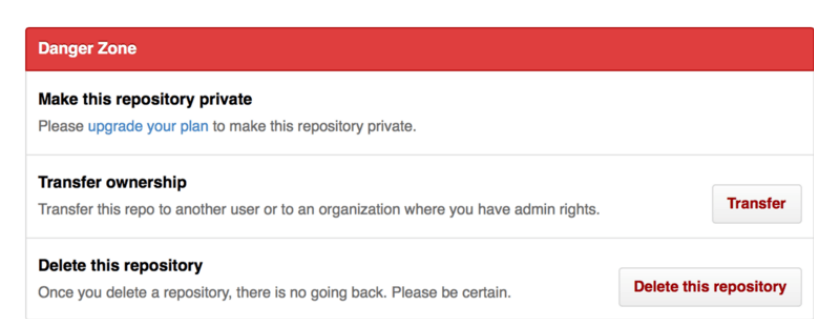 Danger Zone
Make this repository private
Please upgrade your plan to make this repository private.
Transfer ownership
Transfer this repo to another user or to an organization where you have admin rights.
Transfer
Delete this repository
Once you delete a repository, there is no going back. Please be certain.
Delete this repository